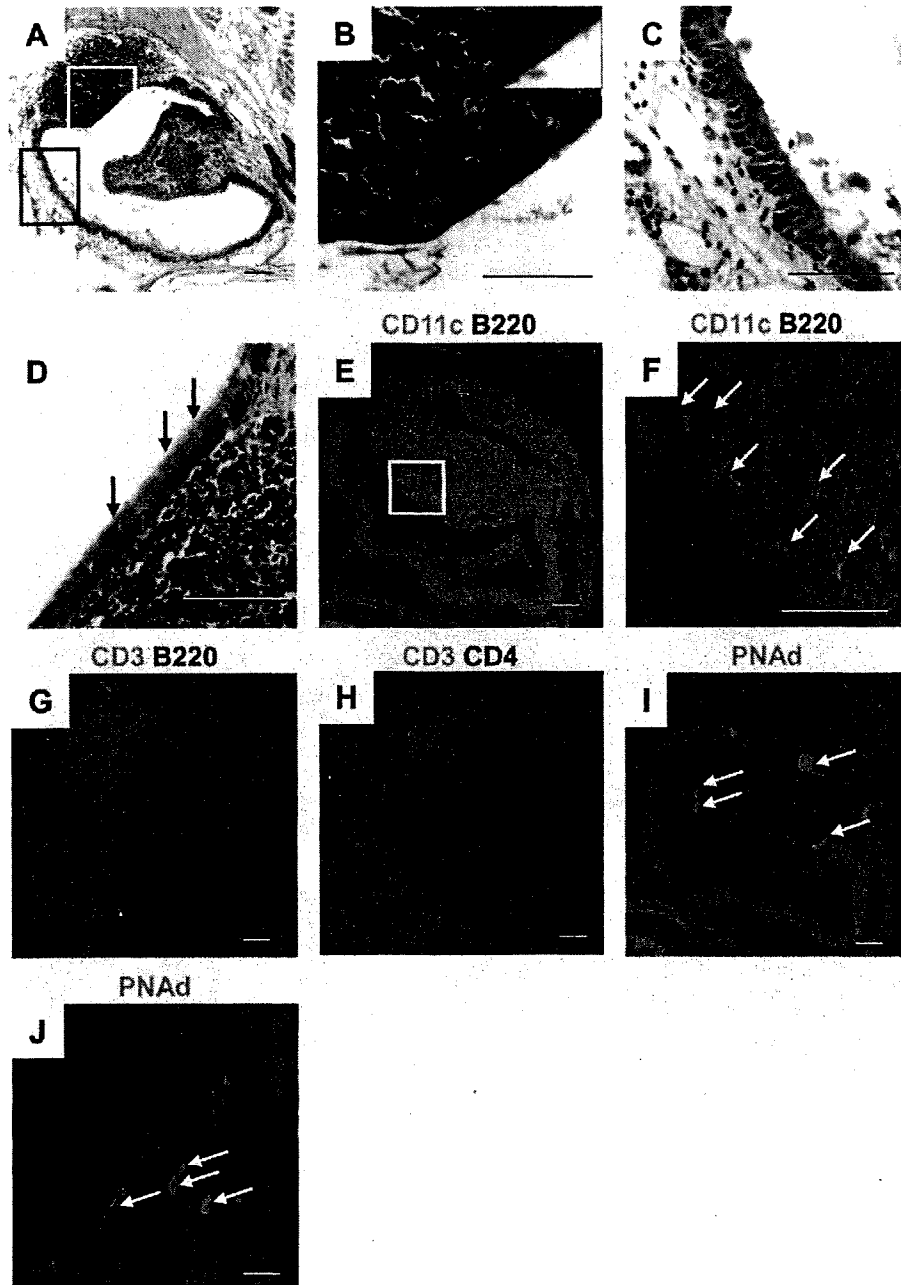 A B C
CD11c B220 CD11c B220
D E F
CD3 B220 CD3 CD4 PNAd
G H I
PNAd
J